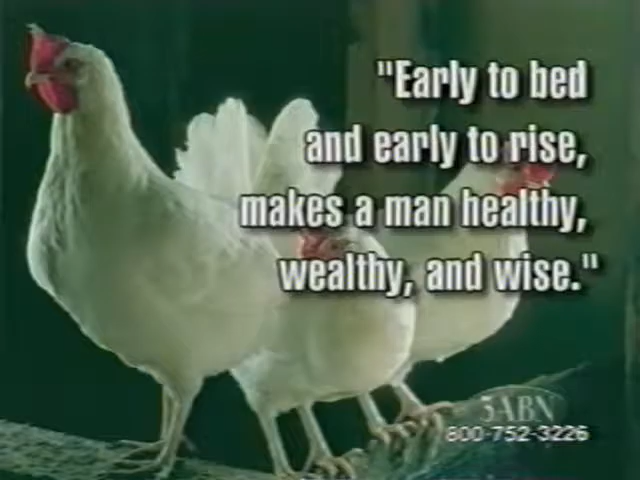 "Early to bed
and early to rise,
makes a man healthy,
wealthy, and wise."
3ABN
800-752-3226